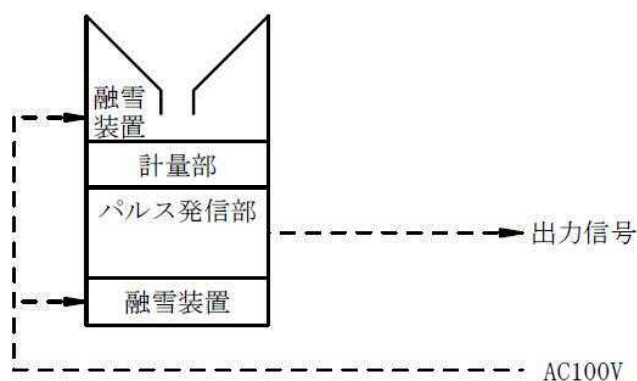 融雪
装置
計量部
パルス発信部
出力信号
融雪装置
AC100V